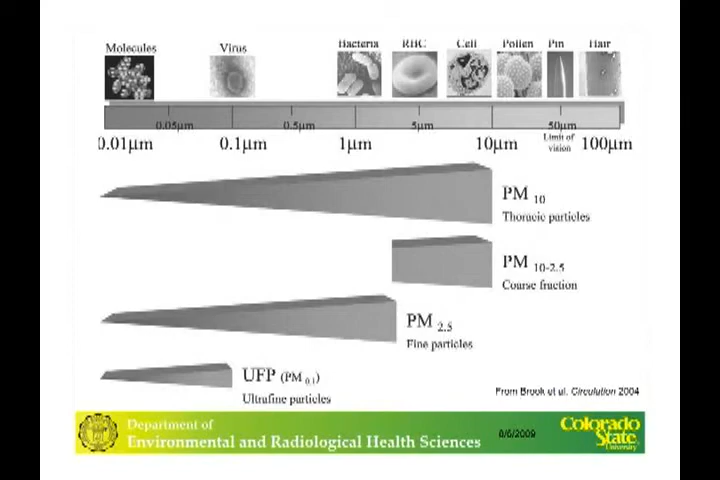 Molecules Virus Bacteria RBC Cell Pollen Pin Hair
0.05μm 0.5μm 5μm 50μm
0.01μm 0.1μm 1μm 10μm Limit of vision 100μm
PM 10
Thoracic particles
PM 10-2.5
Coarse fraction
PM 2.5
Fine particles
UFP (PM 0.1)
Ultrafine particles
From Brook et al. Circulation 2004
Department of
Environmental and Radiological Health Sciences
8/6/2009
Colorado
State
University